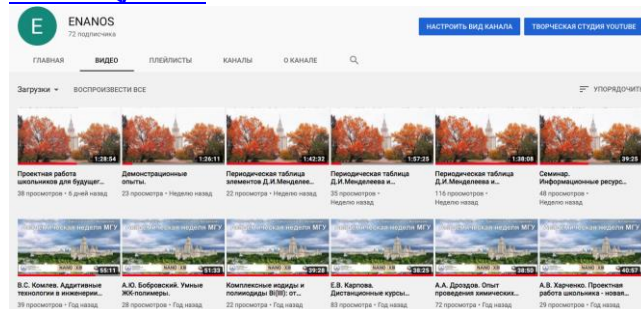 E
ENANOS
72 подписчика
НАСТРОИТЬ ВИД КАНАЛА
ТВОРЧЕСКАЯ СТУДИЯ YOUTUBE
ГЛАВНАЯ ВИДЕО ПЛЕЙЛИСТЫ КАНАЛЫ О КАНАЛЕ
Загрузки ВОСПРОИЗВЕСТИ ВСЕ УПОРЯДОЧИТЬ
1:28:54 1:26:11 1:42:32 1:57:25 1:38:08 39:25
Проектная работа Демонстрационные Периодическая таблица Периодическая таблица Периодическая таблица Семинар.
школьников для будущег... опыты. элементов Д.И.Менделее... Д.И.Менделеева и... Д.И.Менделеева и... Информационные ресурс...
38 просмотров • 6 дней назад 23 просмотра • Неделю назад 22 просмотра • Неделю назад 35 просмотров • 116 просмотров • 48 просмотров •
Неделю назад Неделю назад Неделю назад
Академическая неделя МГУ
55:11 51:33 39:28 38:25 38:50 40:57
В.С. Комлев. Аддитивные А.Ю. Бобровский. Умные Комплексные иодиды и Е.В. Карпова. А.А. Дроздов. Опыт А.В. Харченко. Проектная
технологии в инженерии... ЖК-полимеры. полииодиды Bi(III): от... Дистанционные курсы... проведения химических... работа школьника - новая...
39 просмотров • Год назад 28 просмотров • Год назад 22 просмотра • Год назад 83 просмотра • Год назад 72 просмотра • Год назад 29 просмотров • Год назад